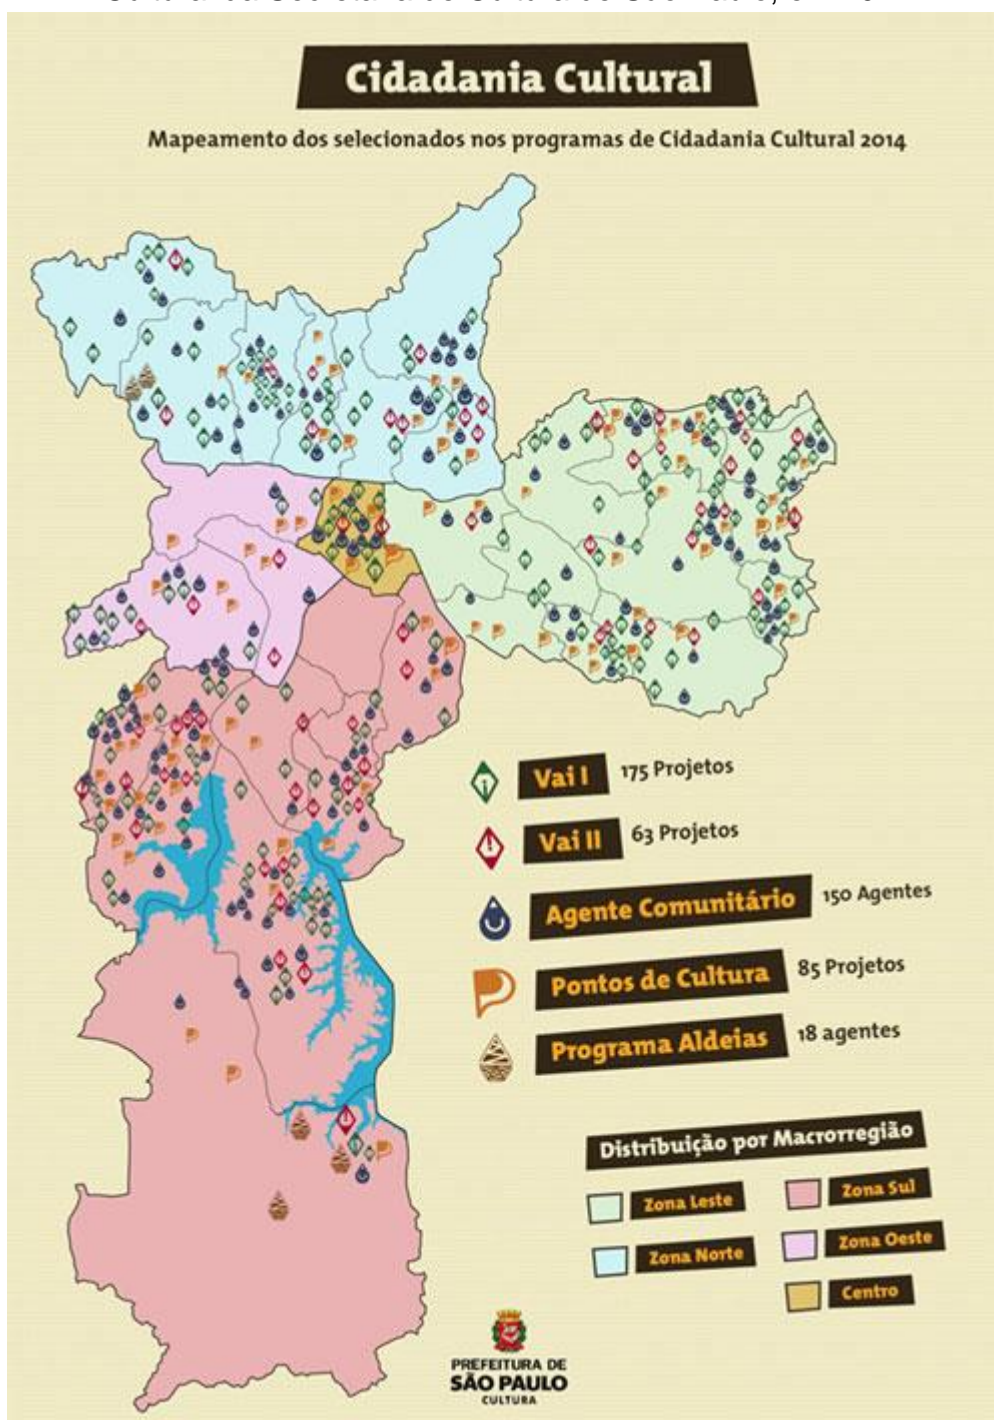 Cidadania Cultural
Mapeamento dos selecionados nos programas de Cidadania Cultural 2014
Vai I 175 Projetos
Vai II 63 Projetos
Agente Comunitário 150 Agentes
Pontos de Cultura 85 Projetos
Programa Aldeias 18 agentes
Distribuição por Macrorregião
Zona Leste
Zona Sul
Zona Norte
Zona Oeste
Centro
PREFEITURA DE
SÃO PAULO
CULTURA